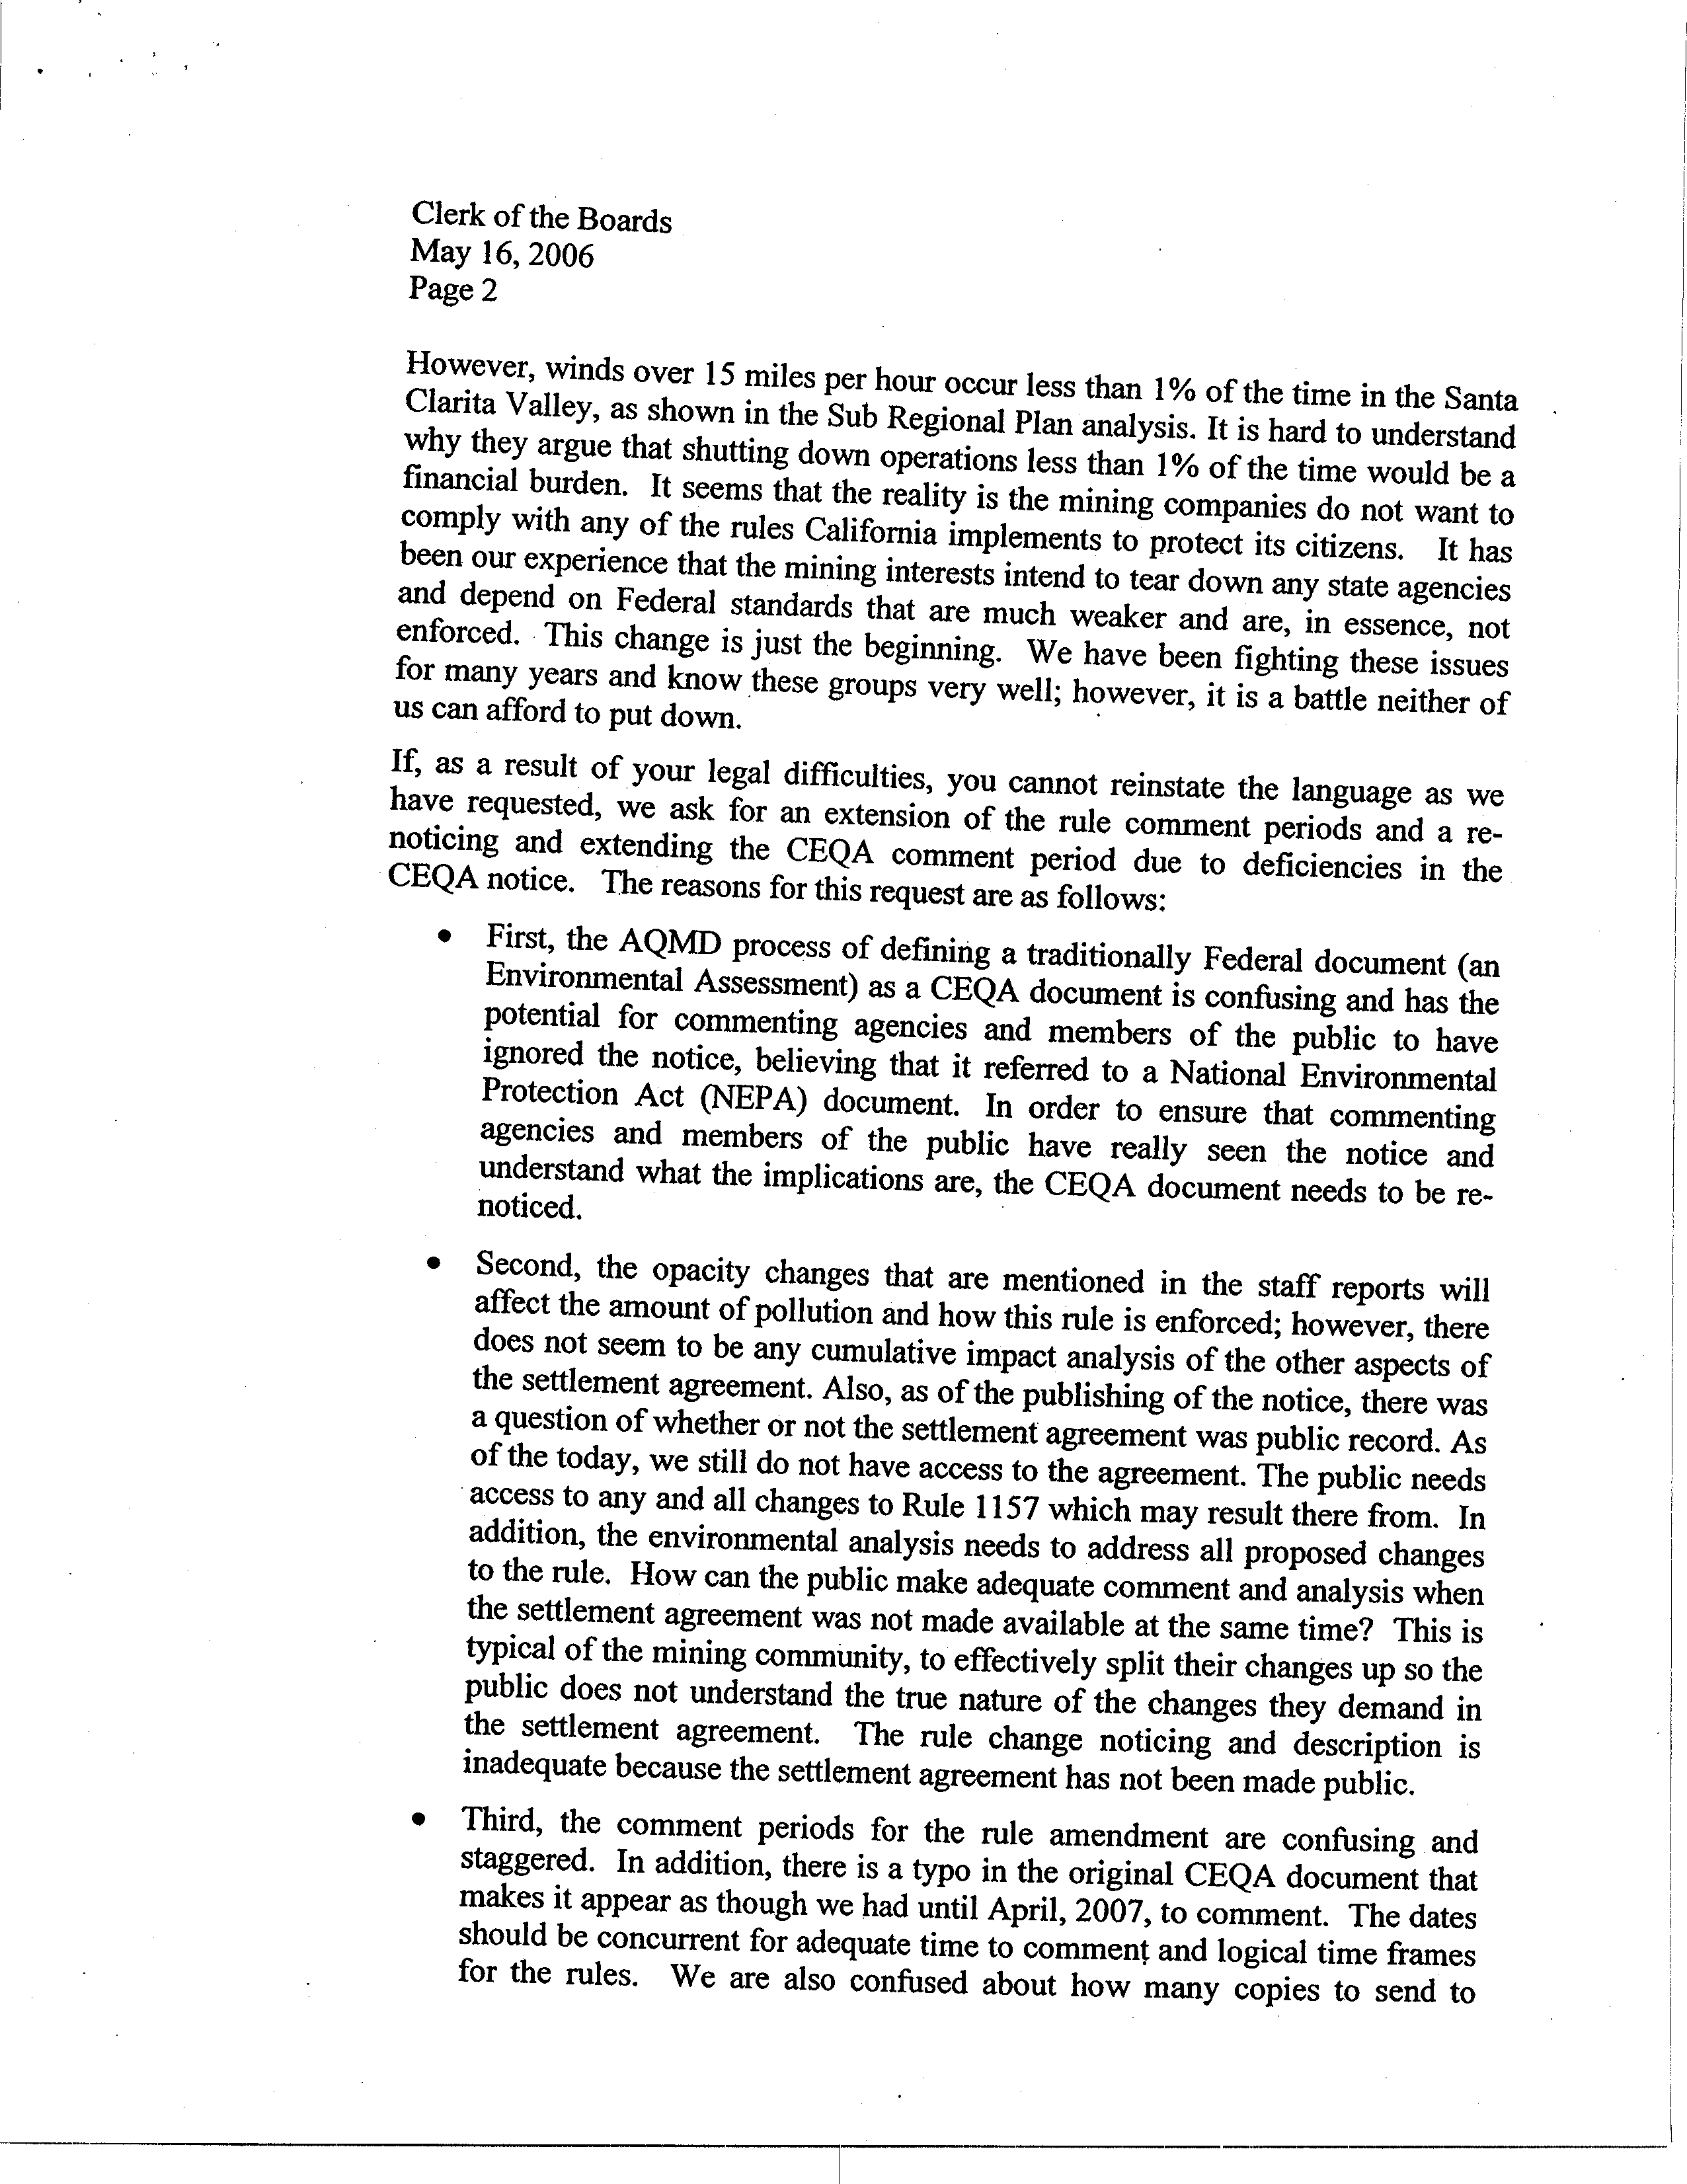 Clerk of the Boards
May 16, 2006
Page 2
However, winds over 15 miles per hour occur less than 1% of the time in the Santa
Clarita Valley, as shown in the Sub Regional Plan analysis. It is hard to understand
why they argue that shutting down operations less than 1% of the time would be a
financial burden. It seems that the reality is the mining companies do not want to
comply with any of the rules California implements to protect its citizens. It has
been our experience that the mining interests intend to tear down any state agencies
and depend on Federal standards that are much weaker and are, in essence, not
enforced. This change is just the beginning. We have been fighting these issues
for many years and know these groups very well; however, it is a battle neither of
us can afford to put down.
If, as a result of your legal difficulties, you cannot reinstate the language as we
have requested, we ask for an extension of the rule comment periods and a re-
noticing and extending the CEQA comment period due to deficiencies in the
CEQA notice. The reasons for this request are as follows:
• First, the AQMD process of defining a traditionally Federal document (an
Environmental Assessment) as a CEQA document is confusing and has the
potential for commenting agencies and members of the public to have
ignored the notice, believing that it referred to a National Environmental
Protection Act (NEPA) document. In order to ensure that commenting
agencies and members of the public have really seen the notice and
understand what the implications are, the CEQA document needs to be re-
noticed.
• Second, the opacity changes that are mentioned in the staff reports will
affect the amount of pollution and how this rule is enforced; however, there
does not seem to be any cumulative impact analysis of the other aspects of
the settlement agreement. Also, as of the publishing of the notice, there was
a question of whether or not the settlement agreement was public record. As
of the today, we still do not have access to the agreement. The public needs
access to any and all changes to Rule 1157 which may result there from. In
addition, the environmental analysis needs to address all proposed changes
to the rule. How can the public make adequate comment and analysis when
the settlement agreement was not made available at the same time? This is
typical of the mining community, to effectively split their changes up so the
public does not understand the true nature of the changes they demand in
the settlement agreement. The rule change noticing and description is
inadequate because the settlement agreement has not been made public.
• Third, the comment periods for the rule amendment are confusing and
staggered. In addition, there is a typo in the original CEQA document that
makes it appear as though we had until April, 2007, to comment. The dates
should be concurrent for adequate time to comment and logical time frames
for the rules. We are also confused about how many copies to send to